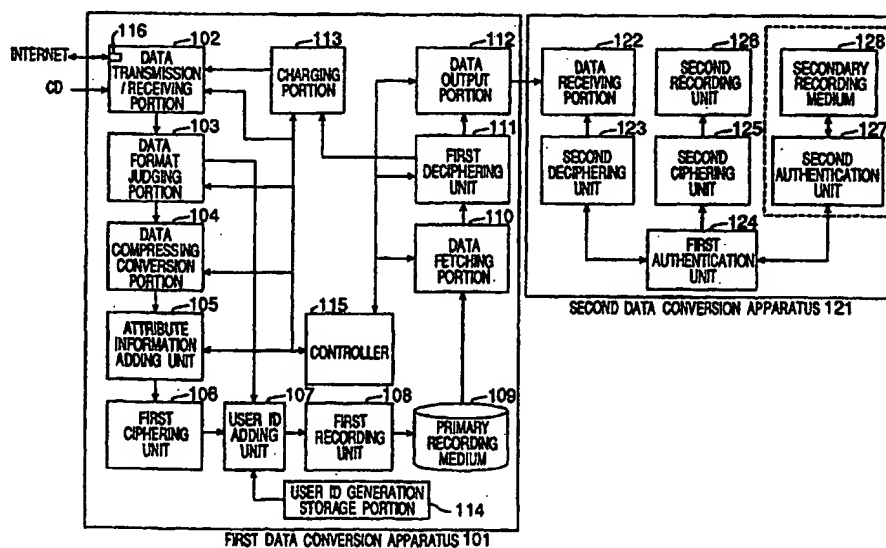 116
102
INTERNET
CD
DATA
TRANSMISSION
/ RECEIVING
PORTION
103
DATA
FORMAT
JUDGING
PORTION
104
DATA
COMPRESSING
CONVERSION
PORTION
105
ATTRIBUTE
INFORMATION
ADDING UNIT
106
FIRST
CIPHERING
UNIT
107
USER ID
ADDING
UNIT
108
FIRST
RECORDING
UNIT
109
PRIMARY
RECORDING
MEDIUM
USER ID GENERATION
STORAGE PORTION
114
115
CONTROLLER
113
CHARGING
PORTION
112
DATA
OUTPUT
PORTION
111
FIRST
DECIPHERING
UNIT
110
DATA
FETCHING
PORTION
FIRST DATA CONVERSION APPARATUS 101
122
DATA
RECEIVING
PORTION
123
SECOND
DECIPHERING
UNIT
126
SECOND
RECORDING
UNIT
125
SECOND
CIPHERING
UNIT
128
SECONDARY
RECORDING
MEDIUM
127
SECOND
AUTHENTICATION
UNIT
124
FIRST
AUTHENTICATION
UNIT
SECOND DATA CONVERSION APPARATUS 121